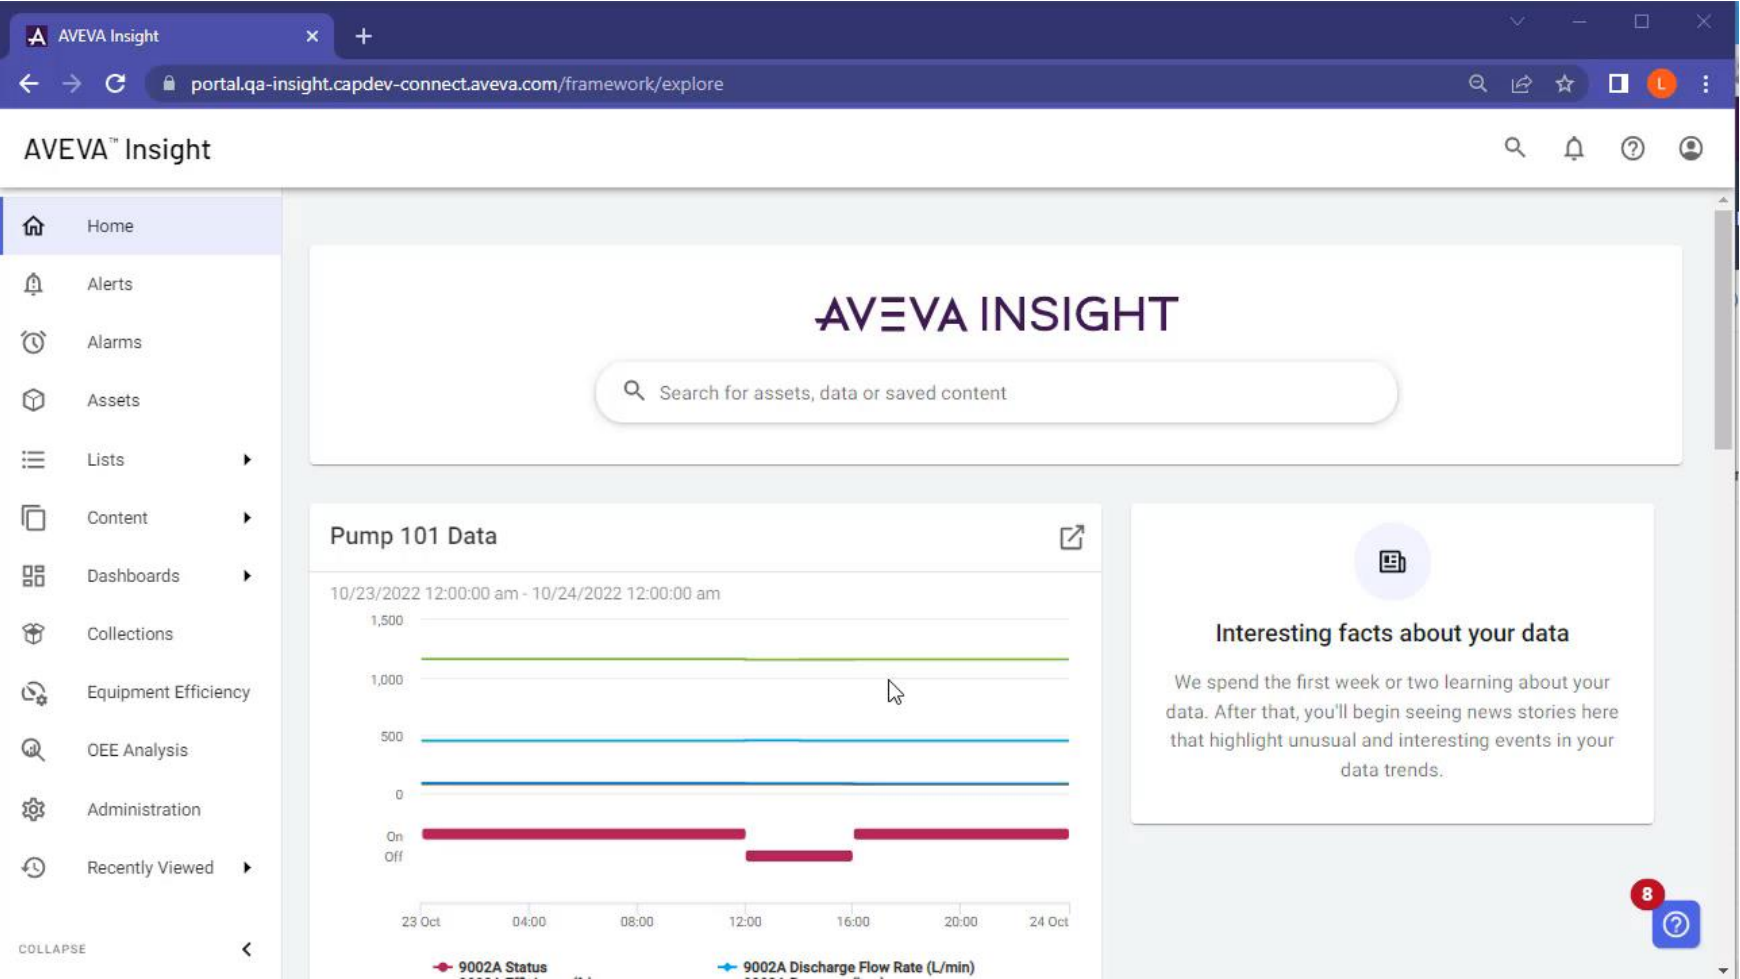 AVEVA Insight
portal.qa-insight.capdev-connect.aveva.com/framework/explore
L
AVEVA™ Insight
Home
Alerts
Alarms
Assets
Lists
Content
Dashboards
Collections
Equipment Efficiency
OEE Analysis
Administration
Recently Viewed
COLLAPSE
AVEVA INSIGHT
Search for assets, data or saved content
Pump 101 Data
10/23/2022 12:00:00 am - 10/24/2022 12:00:00 am
1,500
1,000
500
0
On
Off
23 Oct 04:00 08:00 12:00 16:00 20:00 24 Oct
9002A Status 9002A Discharge Flow Rate (L/min)
Interesting facts about your data
We spend the first week or two learning about your
data. After that, you'll begin seeing news stories here
that highlight unusual and interesting events in your
data trends.
8